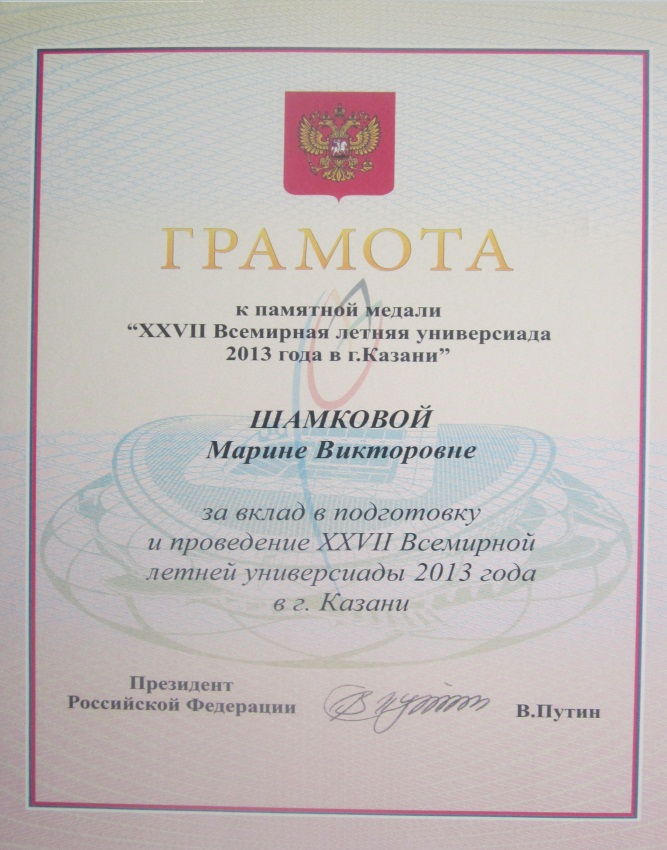 ГРАМОТА
к памятной медали
“XXVII Всемирная летняя универсиада
2013 года в г.Казани”
ШАМКОВОЙ
Марине Викторовне
за вклад в подготовку
и проведение XXVII Всемирной
летней универсиады 2013 года
в г. Казани
Президент
Российской Федерации
В.Путин